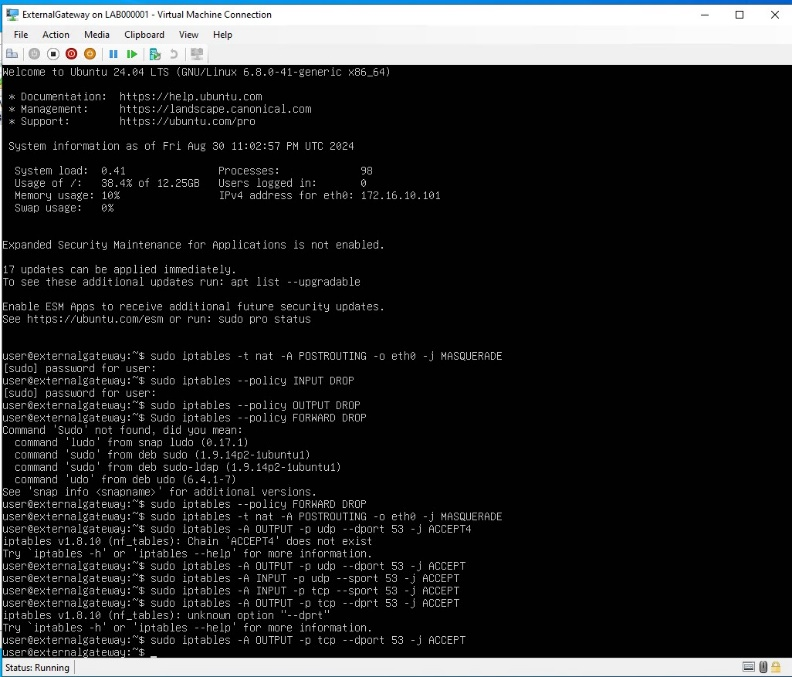 ExternalGateway on LAB000001 - Virtual Machine Connection
File Action Media Clipboard View Help
Welcome to Ubuntu 24.04 LTS (GNU/Linux 6.8.0-41-generic x86_64)
* Documentation: https://help.ubuntu.com
* Management: https://landscape.canonical.com
* Support: https://ubuntu.com/pro
System information as of Fri Aug 30 11:02:57 PM UTC 2024
System load: 0.41 Processes: 98
Usage of /: 38.4% of 12.25GB Users logged in: 0
Memory usage: 10% IPv4 address for eth0: 172.16.10.101
Swap usage: 0%
Expanded Security Maintenance for Applications is not enabled.
17 updates can be applied immediately.
To see these additional updates run: apt list --upgradable
Enable ESM Apps to receive additional future security updates.
See https://ubuntu.com/esm or run: sudo pro status
user@externalgateway:~$ sudo iptables -t nat -A POSTROUTING -o eth0 -j MASQUERADE
[sudo] password for user:
user@externalgateway:~$ sudo iptables --policy INPUT DROP
[sudo] password for user:
user@externalgateway:~$ sudo iptables --policy OUTPUT DROP
user@externalgateway:~$ Sudo iptables --policy FORWARD DROP
Command 'Sudo' not found, did you mean:
command 'ludo' from snap ludo (0.17.1)
command 'sudo' from deb sudo (1.9.14p2-1ubuntu1)
command 'sudo' from deb sudo-ldap (1.9.14p2-1ubuntu1)
command 'udo' from deb udo (6.4.1-7)
See 'snap info <snapname>' for additional versions.
user@externalgateway:~$ sudo iptables --policy FORWARD DROP
user@externalgateway:~$ sudo iptables -t nat -A POSTROUTING -o eth0 -j MASQUERADE
user@externalgateway:~$ sudo iptables -A OUTPUT -p udp --dport 53 -j ACCEPT4
iptables v1.8.10 (nf_tables): Chain 'ACCEPT4' does not exist
Try `iptables -h' or 'iptables --help' for more information.
user@externalgateway:~$ sudo iptables -A OUTPUT -p udp --dport 53 -j ACCEPT
user@externalgateway:~$ sudo iptables -A INPUT -p udp --sport 53 -j ACCEPT
user@externalgateway:~$ sudo iptables -A INPUT -p tcp --sport 53 -j ACCEPT
user@externalgateway:~$ sudo iptables -A OUTPUT -p tcp --dprt 53 -j ACCEPT
iptables v1.8.10 (nf_tables): unknown option "--dprt"
Try `iptables -h' or 'iptables --help' for more information.
user@externalgateway:~$ sudo iptables -A OUTPUT -p tcp --dport 53 -j ACCEPT
user@externalgateway:~$ _
Status: Running